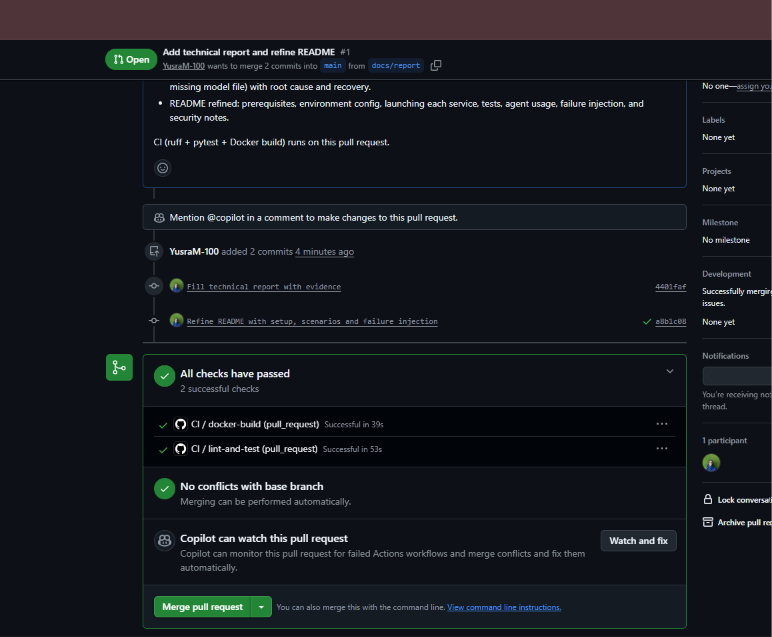 Open
Add technical report and refine README #1
YusraM-100 wants to merge 2 commits into main from docs/report
missing model file) with root cause and recovery.
README refined: prerequisites, environment config, launching each service, tests, agent usage, failure injection, and
security notes.
CI (ruff + pytest + Docker build) runs on this pull request.
Mention @copilot in a comment to make changes to this pull request.
YusraM-100 added 2 commits 4 minutes ago
Fill technical report with evidence 4401faf
Refine README with setup, scenarios and failure injection a8b1c08
All checks have passed
2 successful checks
CI / docker-build (pull_request) Successful in 39s
CI / lint-and-test (pull_request) Successful in 53s
No conflicts with base branch
Merging can be performed automatically.
Copilot can watch this pull request
Copilot can monitor this pull request for failed Actions workflows and merge conflicts and fix them
automatically.
Watch and fix
Merge pull request
You can also merge this with the command line. View command line instructions.
No one—assign you
Labels
None yet
Projects
None yet
Milestone
No milestone
Development
Successfully merging
issues.
None yet
Notifications
You're receiving not
thread.
1 participant
Lock conversati
Archive pull rec